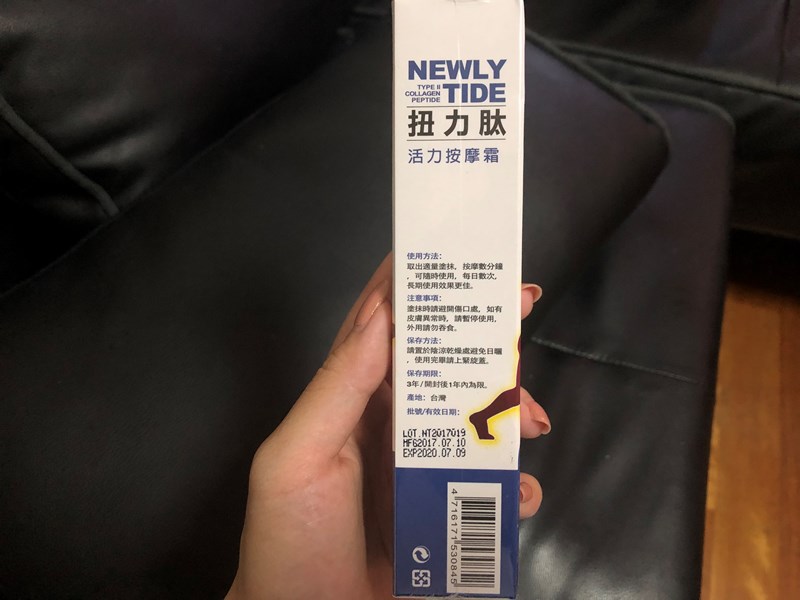 NEWLY
TYPE II
COLLAGEN
PEPTIDE
TIDE
扭力肽
活力按摩霜
使用方法:
取出適量塗抹, 按摩數分鐘
, 可隨時使用, 每日數次,
長期使用效果更佳。
注意事項:
塗抹時請避開傷口處, 如有
皮膚異常時, 請暫停使用,
外用請勿吞食。
保存方法:
請置於陰涼乾燥處避免日曬
, 使用完畢請上緊旋蓋。
保存期限:
3年/開封後1年內為限。
產地: 台灣
批號/有效日期:
LOT.NT2017019
MFG2017.07.10
EXP2020.07.09
4716171530845